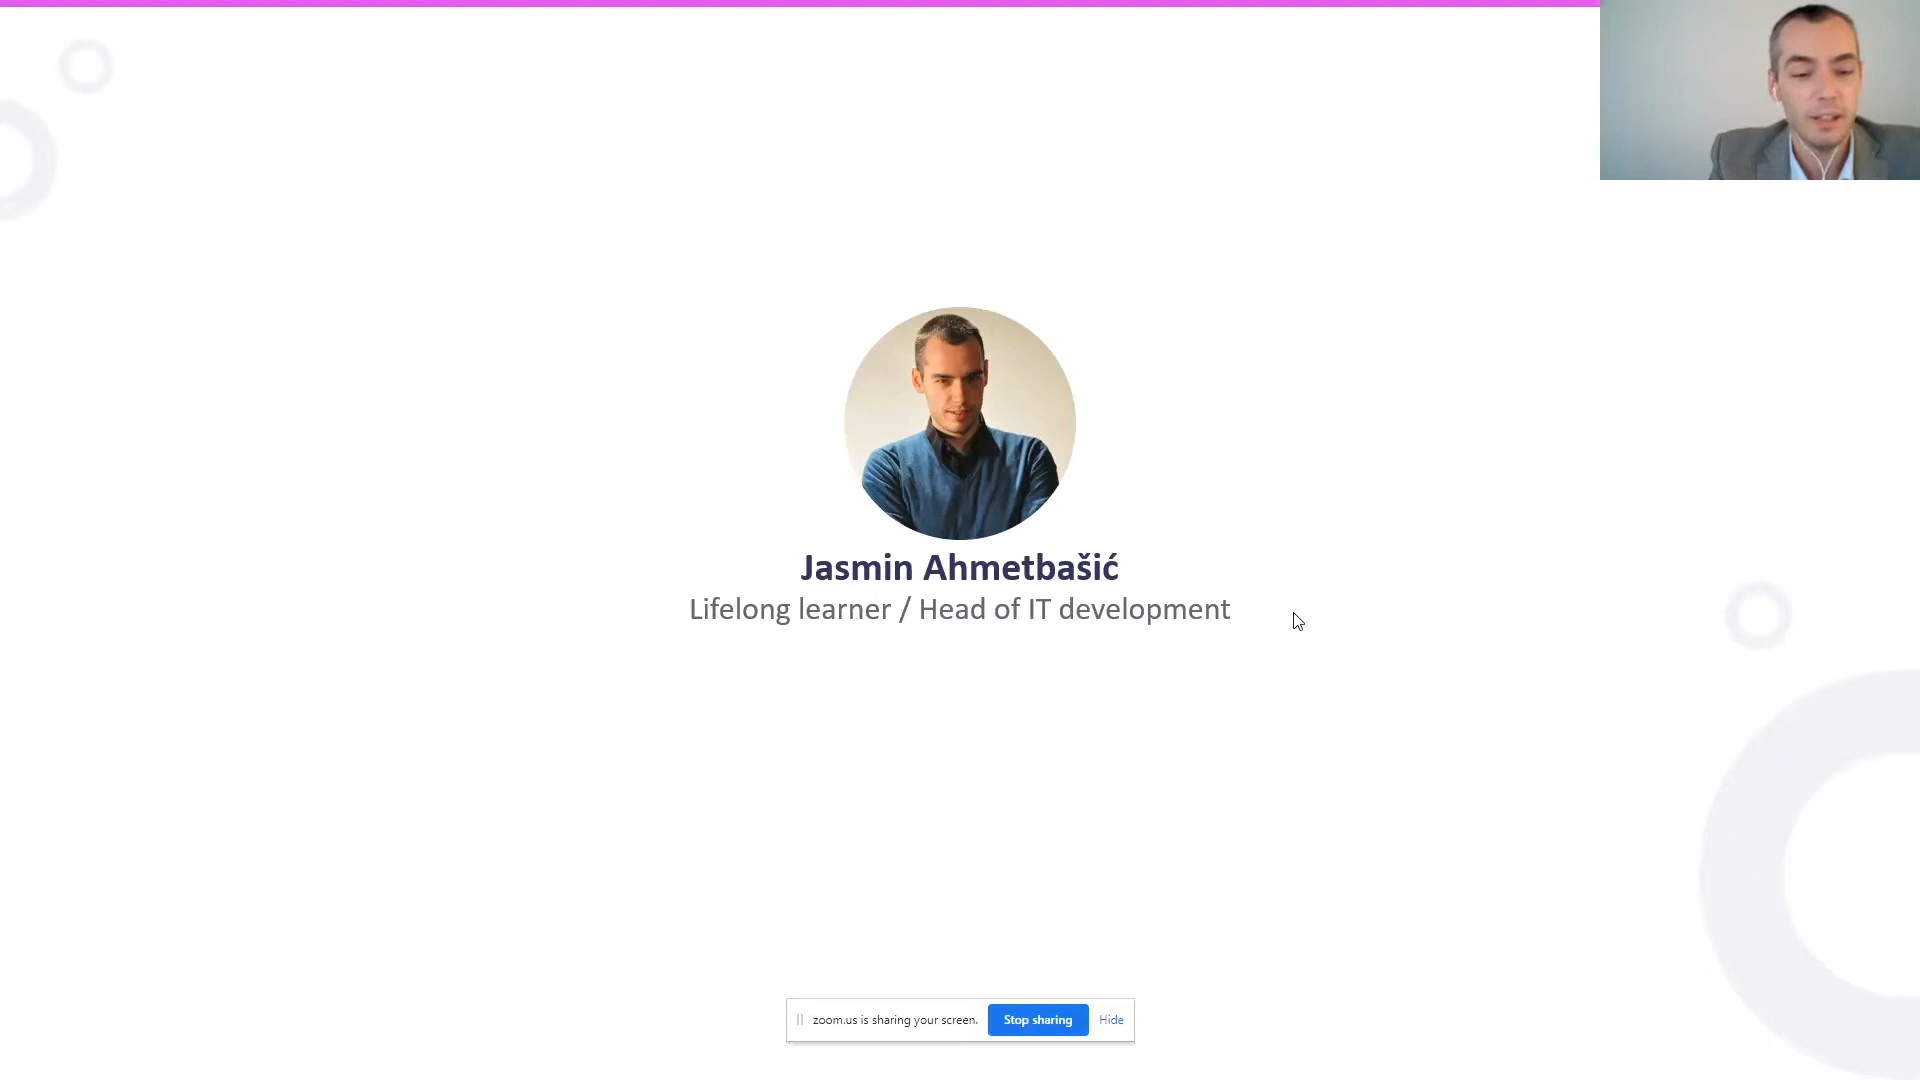 Jasmin Ahmetbašić
Lifelong learner / Head of IT development
zoom.us is sharing your screen. Stop sharing Hide